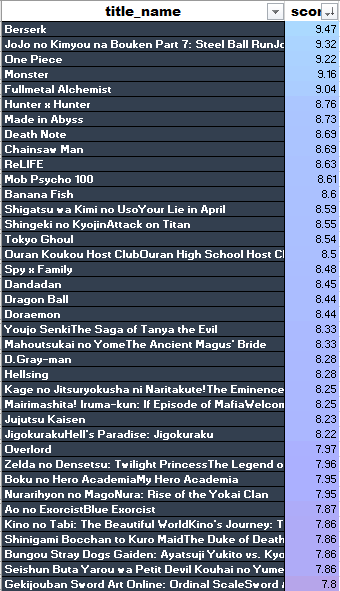 title_name scor
Berserk 9.47
JoJo no Kimyou na Bouken Part 7: Steel Ball RunJo 9.32
One Piece 9.22
Monster 9.16
Fullmetal Alchemist 9.04
Hunter x Hunter 8.76
Made in Abyss 8.73
Death Note 8.69
Chainsaw Man 8.69
ReLIFE 8.63
Mob Psycho 100 8.61
Banana Fish 8.6
Shigatsu wa Kimi no UsoYour Lie in April 8.59
Shingeki no KyojinAttack on Titan 8.55
Tokyo Ghoul 8.54
Ouran Koukou Host ClubOuran High School Host Cl 8.5
Spy x Family 8.48
Dandadan 8.45
Dragon Ball 8.44
Doraemon 8.44
Youjo SenkiThe Saga of Tanya the Evil 8.33
Mahoutsukai no YomeThe Ancient Magus' Bride 8.33
D.Gray-man 8.28
Hellsing 8.28
Kage no Jitsuryokusha ni Naritakute!The Eminence 8.25
Mairimashita! Iruma-kun: If Episode of MafiaWelcom 8.25
Jujutsu Kaisen 8.23
JigokurakuHell's Paradise: Jigokuraku 8.22
Overlord 7.97
Zelda no Densetsu: Twilight PrincessThe Legend o 7.96
Boku no Hero AcademiaMy Hero Academia 7.95
Nurarihyon no MagoNura: Rise of the Yokai Clan 7.95
Ao no ExorcistBlue Exorcist 7.87
Kino no Tabi: The Beautiful WorldKino's Journey: T 7.86
Shinigami Bocchan to Kuro MaidThe Duke of Death 7.86
Bungou Stray Dogs Gaiden: Ayatsuji Yukito vs. Kyo 7.86
Seishun Buta Yarou wa Petit Devil Kouhai no Yume 7.86
Gekijouban Sword Art Online: Ordinal ScaleSword A 7.8